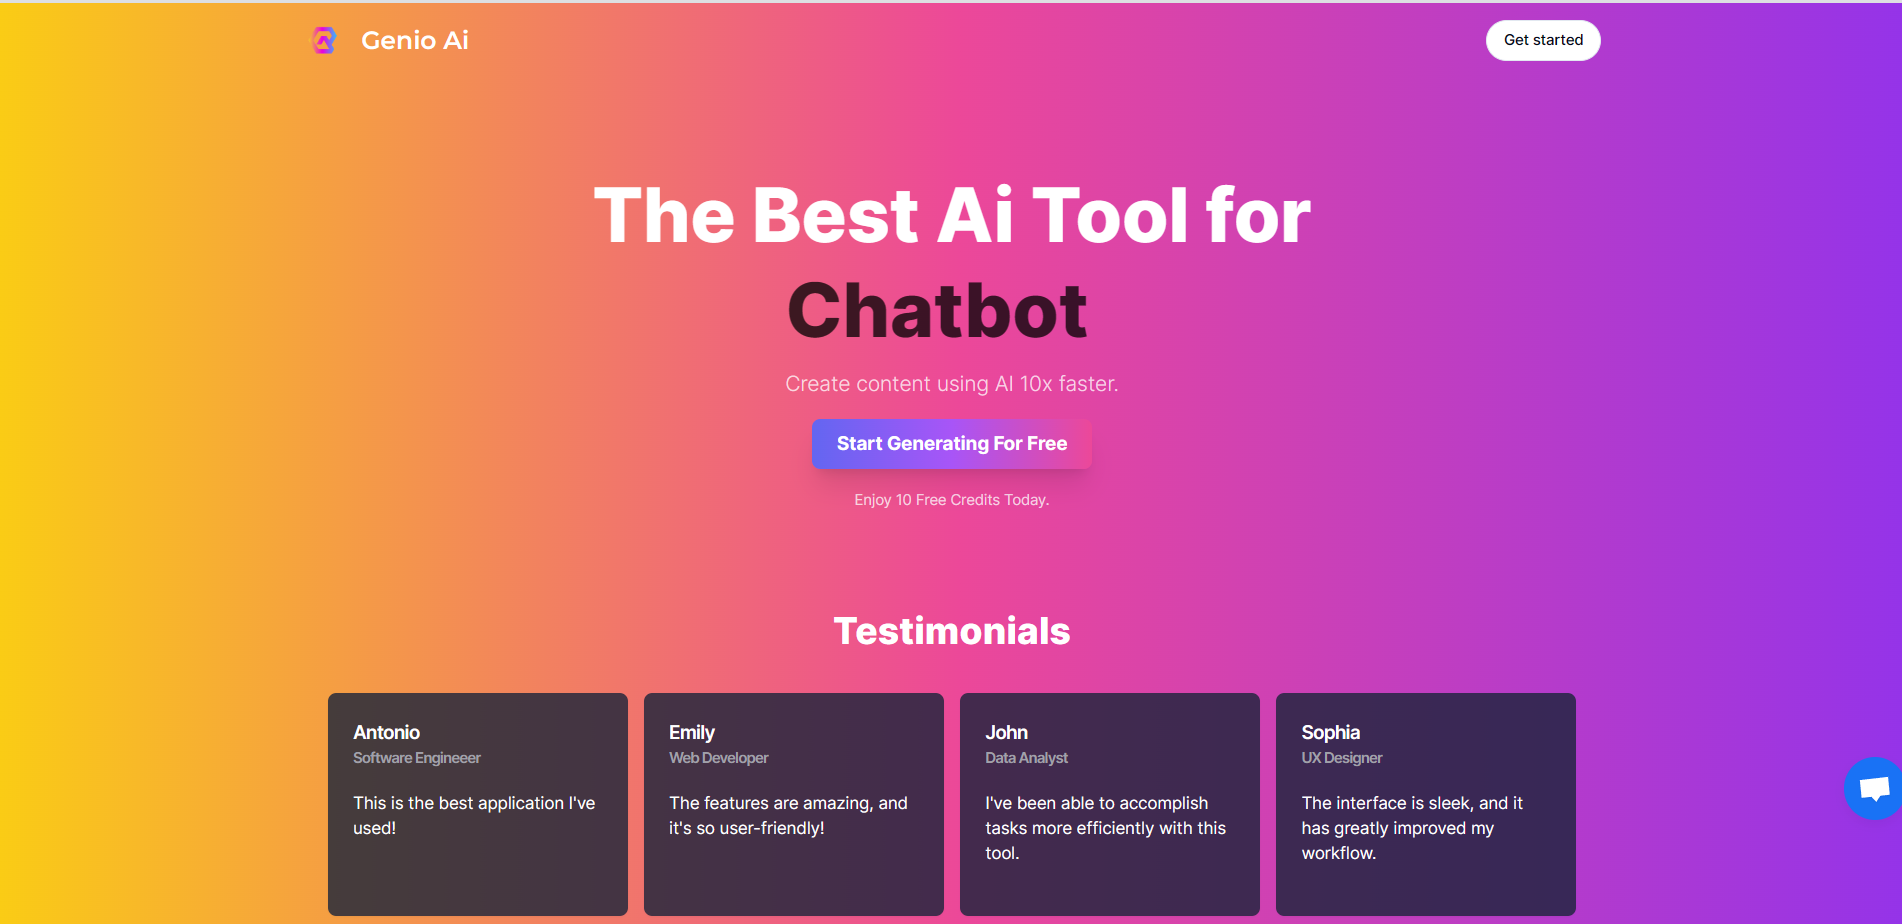 Genio Ai
Get started
The Best Ai Tool for
Chatbot
Create content using AI 10x faster.
Start Generating For Free
Enjoy 10 Free Credits Today.
Testimonials
Antonio
Software Engineeer
This is the best application I've
used!
Emily
Web Developer
The features are amazing, and
it's so user-friendly!
John
Data Analyst
I've been able to accomplish
tasks more efficiently with this
tool.
Sophia
UX Designer
The interface is sleek, and it
has greatly improved my
workflow.